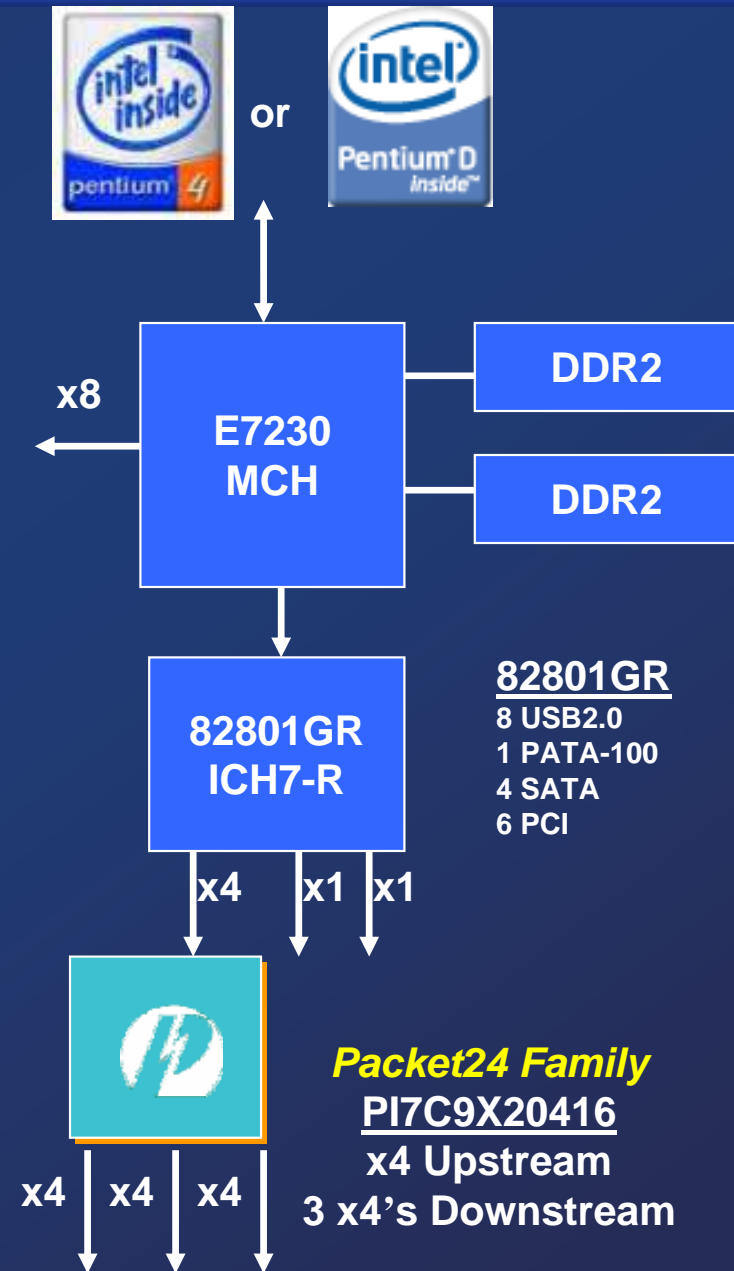 intel
inside
pentium 4
or
intel
Pentium D
inside™
x8
E7230
MCH
DDR2
DDR2
82801GR
ICH7-R
82801GR
8 USB2.0
1 PATA-100
4 SATA
6 PCI
x4
x1
x1
Packet24 Family
PI7C9X20416
x4 Upstream
3 x4’s Downstream
x4
x4
x4